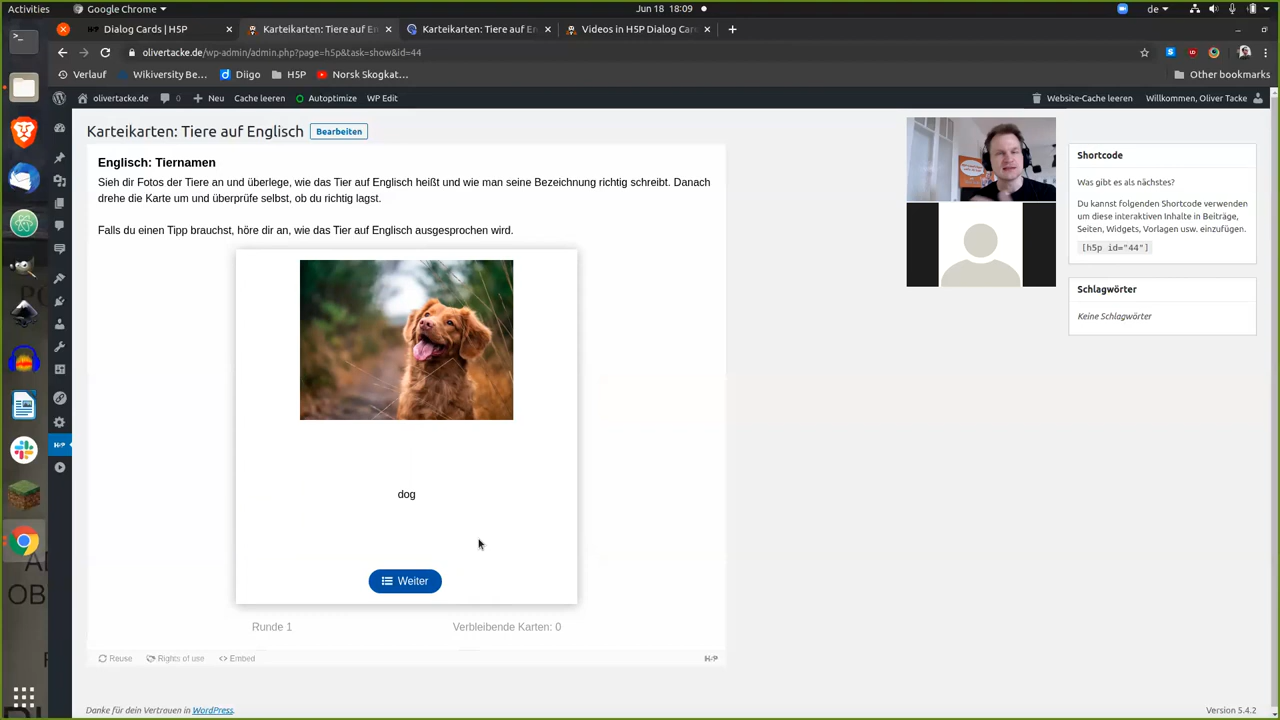 Activities
Google Chrome
Jun 18 18:09
de
Dialog Cards | H5P
Karteikarten: Tiere auf En
Karteikarten: Tiere auf En
Videos in H5P Dialog Car
olivertacke.de/wp-admin/admin.php?page=h5p&task=show&id=44
Verlauf
Wikiversity Be...
Diigo
H5P
Norsk Skogkat...
Other bookmarks
olivertacke.de
0
Neu
Cache leeren
Autoptimize
WP Edit
Website-Cache leeren
Willkommen, Oliver Tacke
Karteikarten: Tiere auf Englisch
Bearbeiten
Englisch: Tiernamen
Sieh dir Fotos der Tiere an und überlege, wie das Tier auf Englisch heißt und wie man seine Bezeichnung richtig schreibt. Danach
drehe die Karte um und überprüfe selbst, ob du richtig lagst.
Falls du einen Tipp brauchst, höre dir an, wie das Tier auf Englisch ausgesprochen wird.
dog
Weiter
Runde 1
Verbleibende Karten: 0
Reuse
Rights of use
<> Embed
H5P
Shortcode
Was gibt es als nächstes?
Du kannst folgenden Shortcode verwenden
um diese interaktiven Inhalte in Beiträge,
Seiten, Widgets, Vorlagen usw. einzufügen.
[h5p id="44"]
Schlagwörter
Keine Schlagwörter
Danke für dein Vertrauen in WordPress.
Version 5.4.2